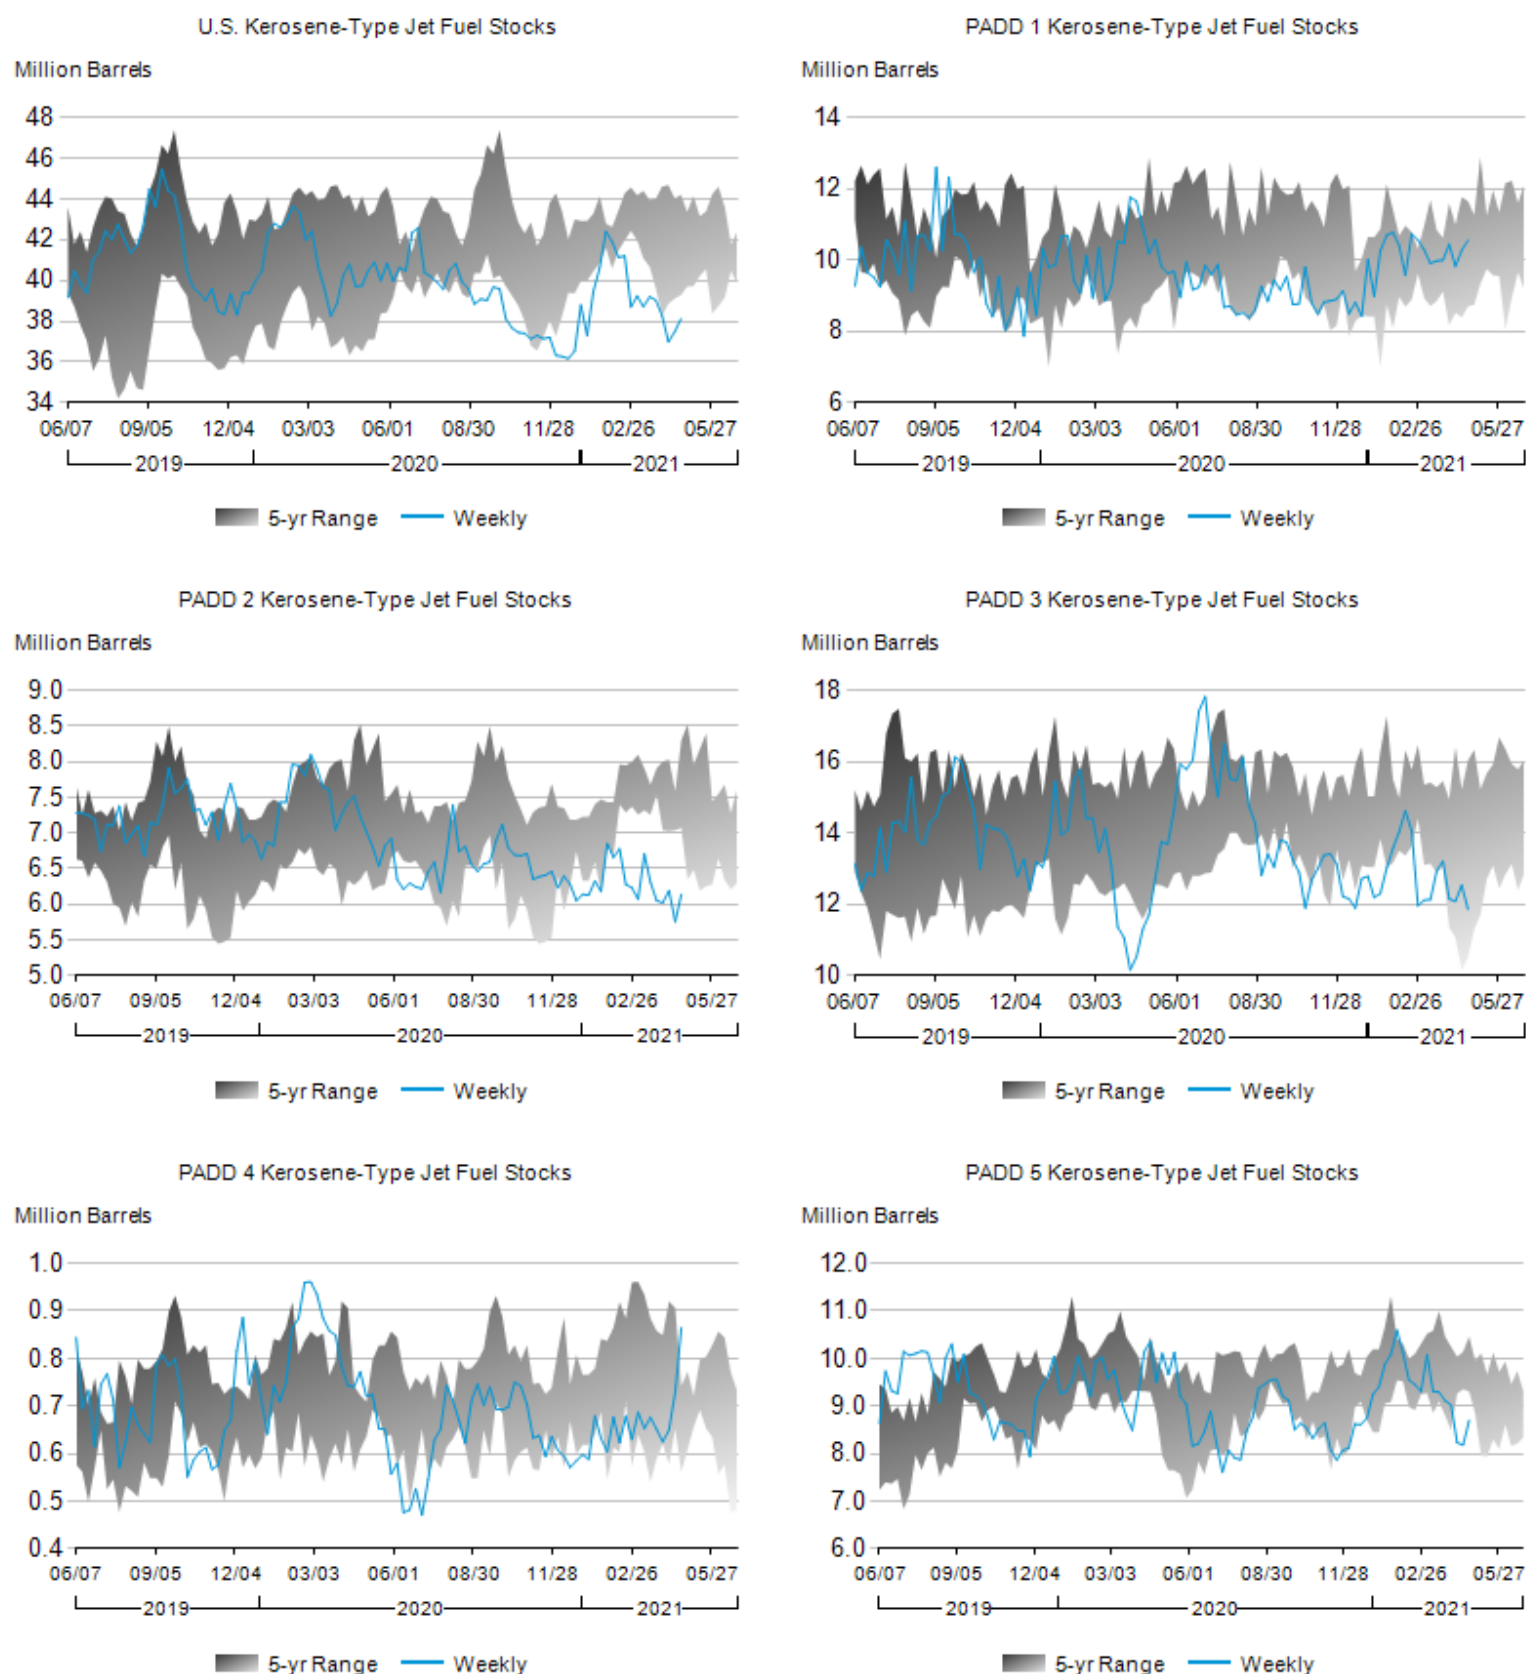 U.S. Kerosene-Type Jet Fuel Stocks
Million Barrels
48
46
44
42
40
38
36
34
06/07 09/05 12/04 03/03 06/01 08/30 11/28 02/26 05/27
2019 2020 2021
5-yr Range Weekly
PADD 1 Kerosene-Type Jet Fuel Stocks
Million Barrels
14
12
10
8
6
06/07 09/05 12/04 03/03 06/01 08/30 11/28 02/26 05/27
2019 2020 2021
5-yr Range Weekly
PADD 2 Kerosene-Type Jet Fuel Stocks
Million Barrels
9.0
8.5
8.0
7.5
7.0
6.5
6.0
5.5
5.0
06/07 09/05 12/04 03/03 06/01 08/30 11/28 02/26 05/27
2019 2020 2021
5-yr Range Weekly
PADD 3 Kerosene-Type Jet Fuel Stocks
Million Barrels
18
16
14
12
10
06/07 09/05 12/04 03/03 06/01 08/30 11/28 02/26 05/27
2019 2020 2021
5-yr Range Weekly
PADD 4 Kerosene-Type Jet Fuel Stocks
Million Barrels
1.0
0.9
0.8
0.7
0.6
0.5
0.4
06/07 09/05 12/04 03/03 06/01 08/30 11/28 02/26 05/27
2019 2020 2021
5-yr Range Weekly
PADD 5 Kerosene-Type Jet Fuel Stocks
Million Barrels
12.0
11.0
10.0
9.0
8.0
7.0
6.0
06/07 09/05 12/04 03/03 06/01 08/30 11/28 02/26 05/27
2019 2020 2021
5-yr Range Weekly